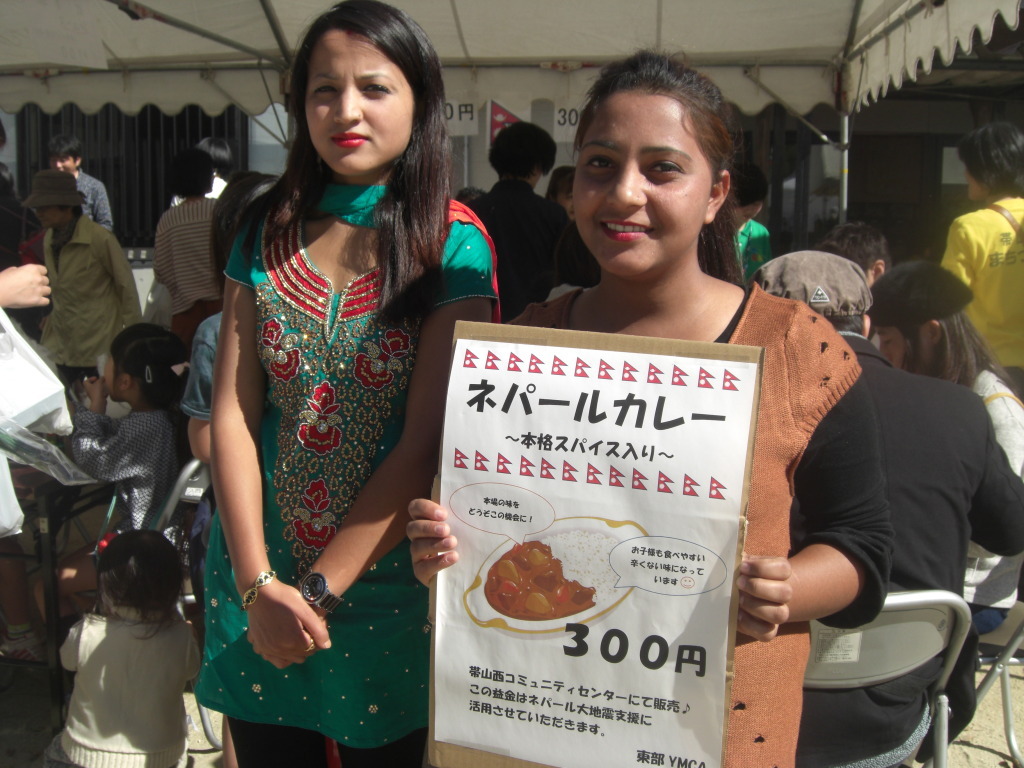 0円
30
ネパールカレー
～本格スパイス入り～
本場の味を
どうぞこの機会に！
お子様も食べやすい
辛くない味になって
います
300円
帯山西コミュニティセンターにて販売♪
この益金はネパール大地震支援に
活用させていただきます。
東部 YMCA